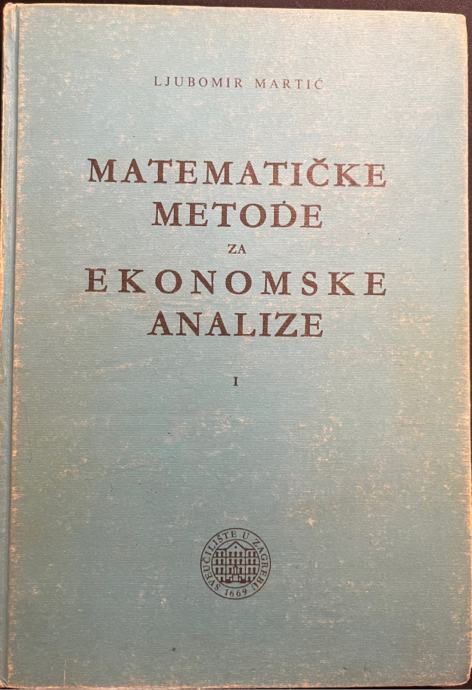 LJUBOMIR MARTIĆ
MATEMATIČKE
METODE
ZA
EKONOMSKE
ANALIZE
I
SVEUČILIŠTE U ZAGREBU
1669